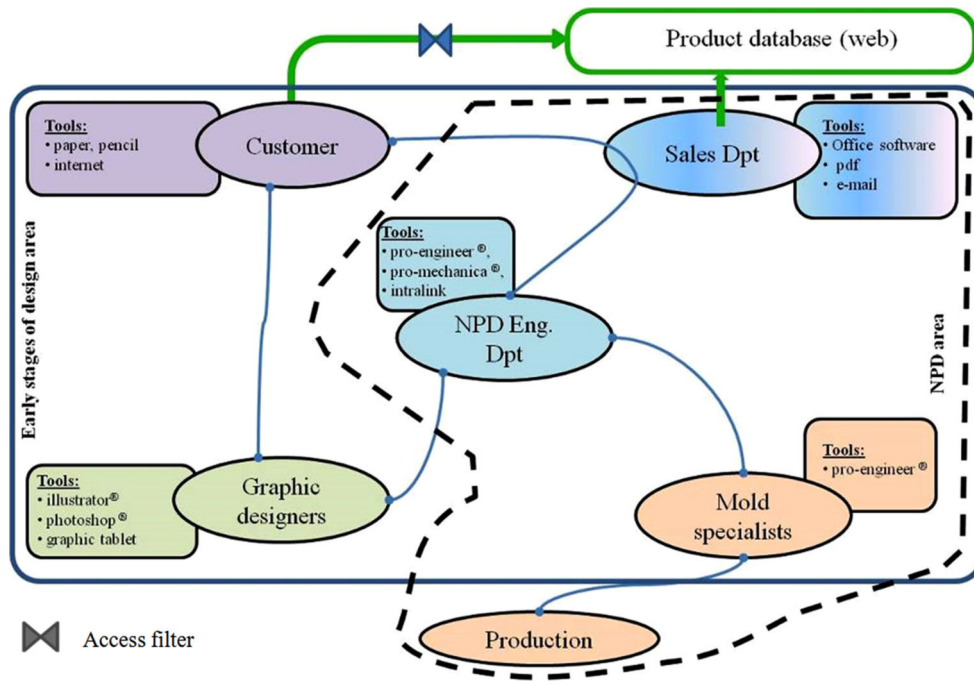 Product database (web)
Tools:
• paper, pencil
• internet
Customer
Sales Dpt
Tools:
• Office software
• pdf
• e-mail
Tools:
• pro-engineer ®,
• pro-mechanica ®,
• intralink
NPD Eng.
Dpt
Early stages of design area
NPD area
Tools:
• illustrator®
• photoshop ®
• graphic tablet
Graphic
designers
Tools:
• pro-engineer ®
Mold
specialists
Production
Access filter